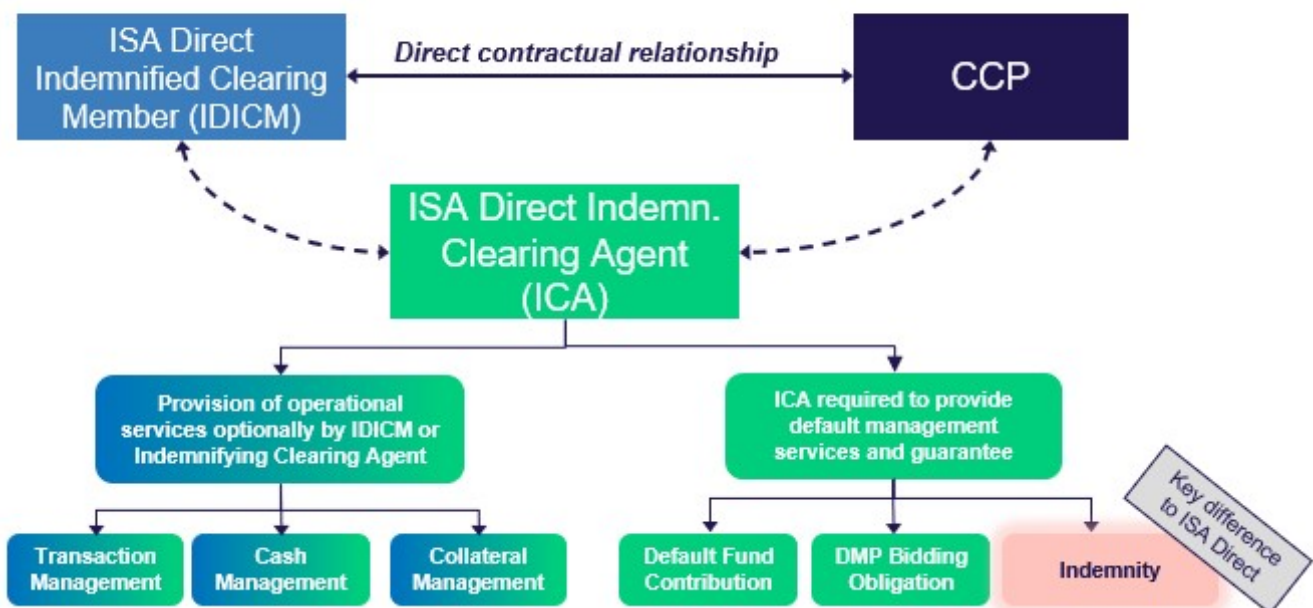 ISA Direct
Indemnified Clearing
Member (IDICM)
Direct contractual relationship
CCP
ISA Direct Indemn.
Clearing Agent
(ICA)
Provision of operational
services optionally by IDICM or
Indemnifying Clearing Agent
ICA required to provide
default management
services and guarantee
Key difference
to ISA Direct
Transaction
Management
Cash
Management
Collateral
Management
Default Fund
Contribution
DMP Bidding
Obligation
Indemnity